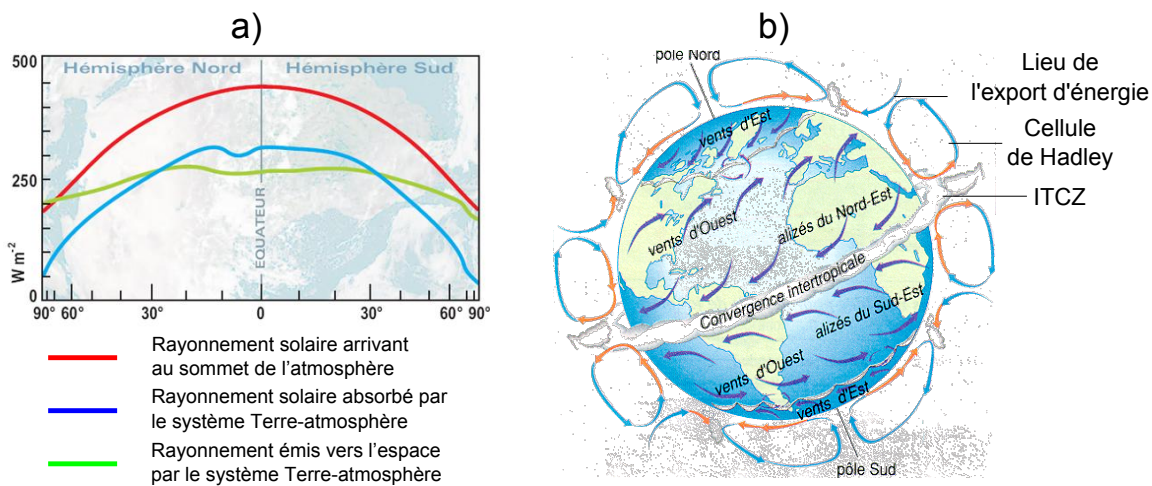 a)
500
Hémisphère Nord
Hémisphère Sud
250
W m-2
0
EQUATEUR
90° 60° 30° 0 30° 60° 90°
Rayonnement solaire arrivant
au sommet de l'atmosphère
Rayonnement solaire absorbé par
le système Terre-atmosphère
Rayonnement émis vers l'espace
par le système Terre-atmosphère
b)
pôle Nord
Lieu de
l'export d'énergie
Cellule
de Hadley
ITCZ
vents d'Est
vents d'Ouest
alizés du Nord-Est
Convergence intertropicale
alizés du Sud-Est
vents d'Ouest
vents d'Est
pôle Sud